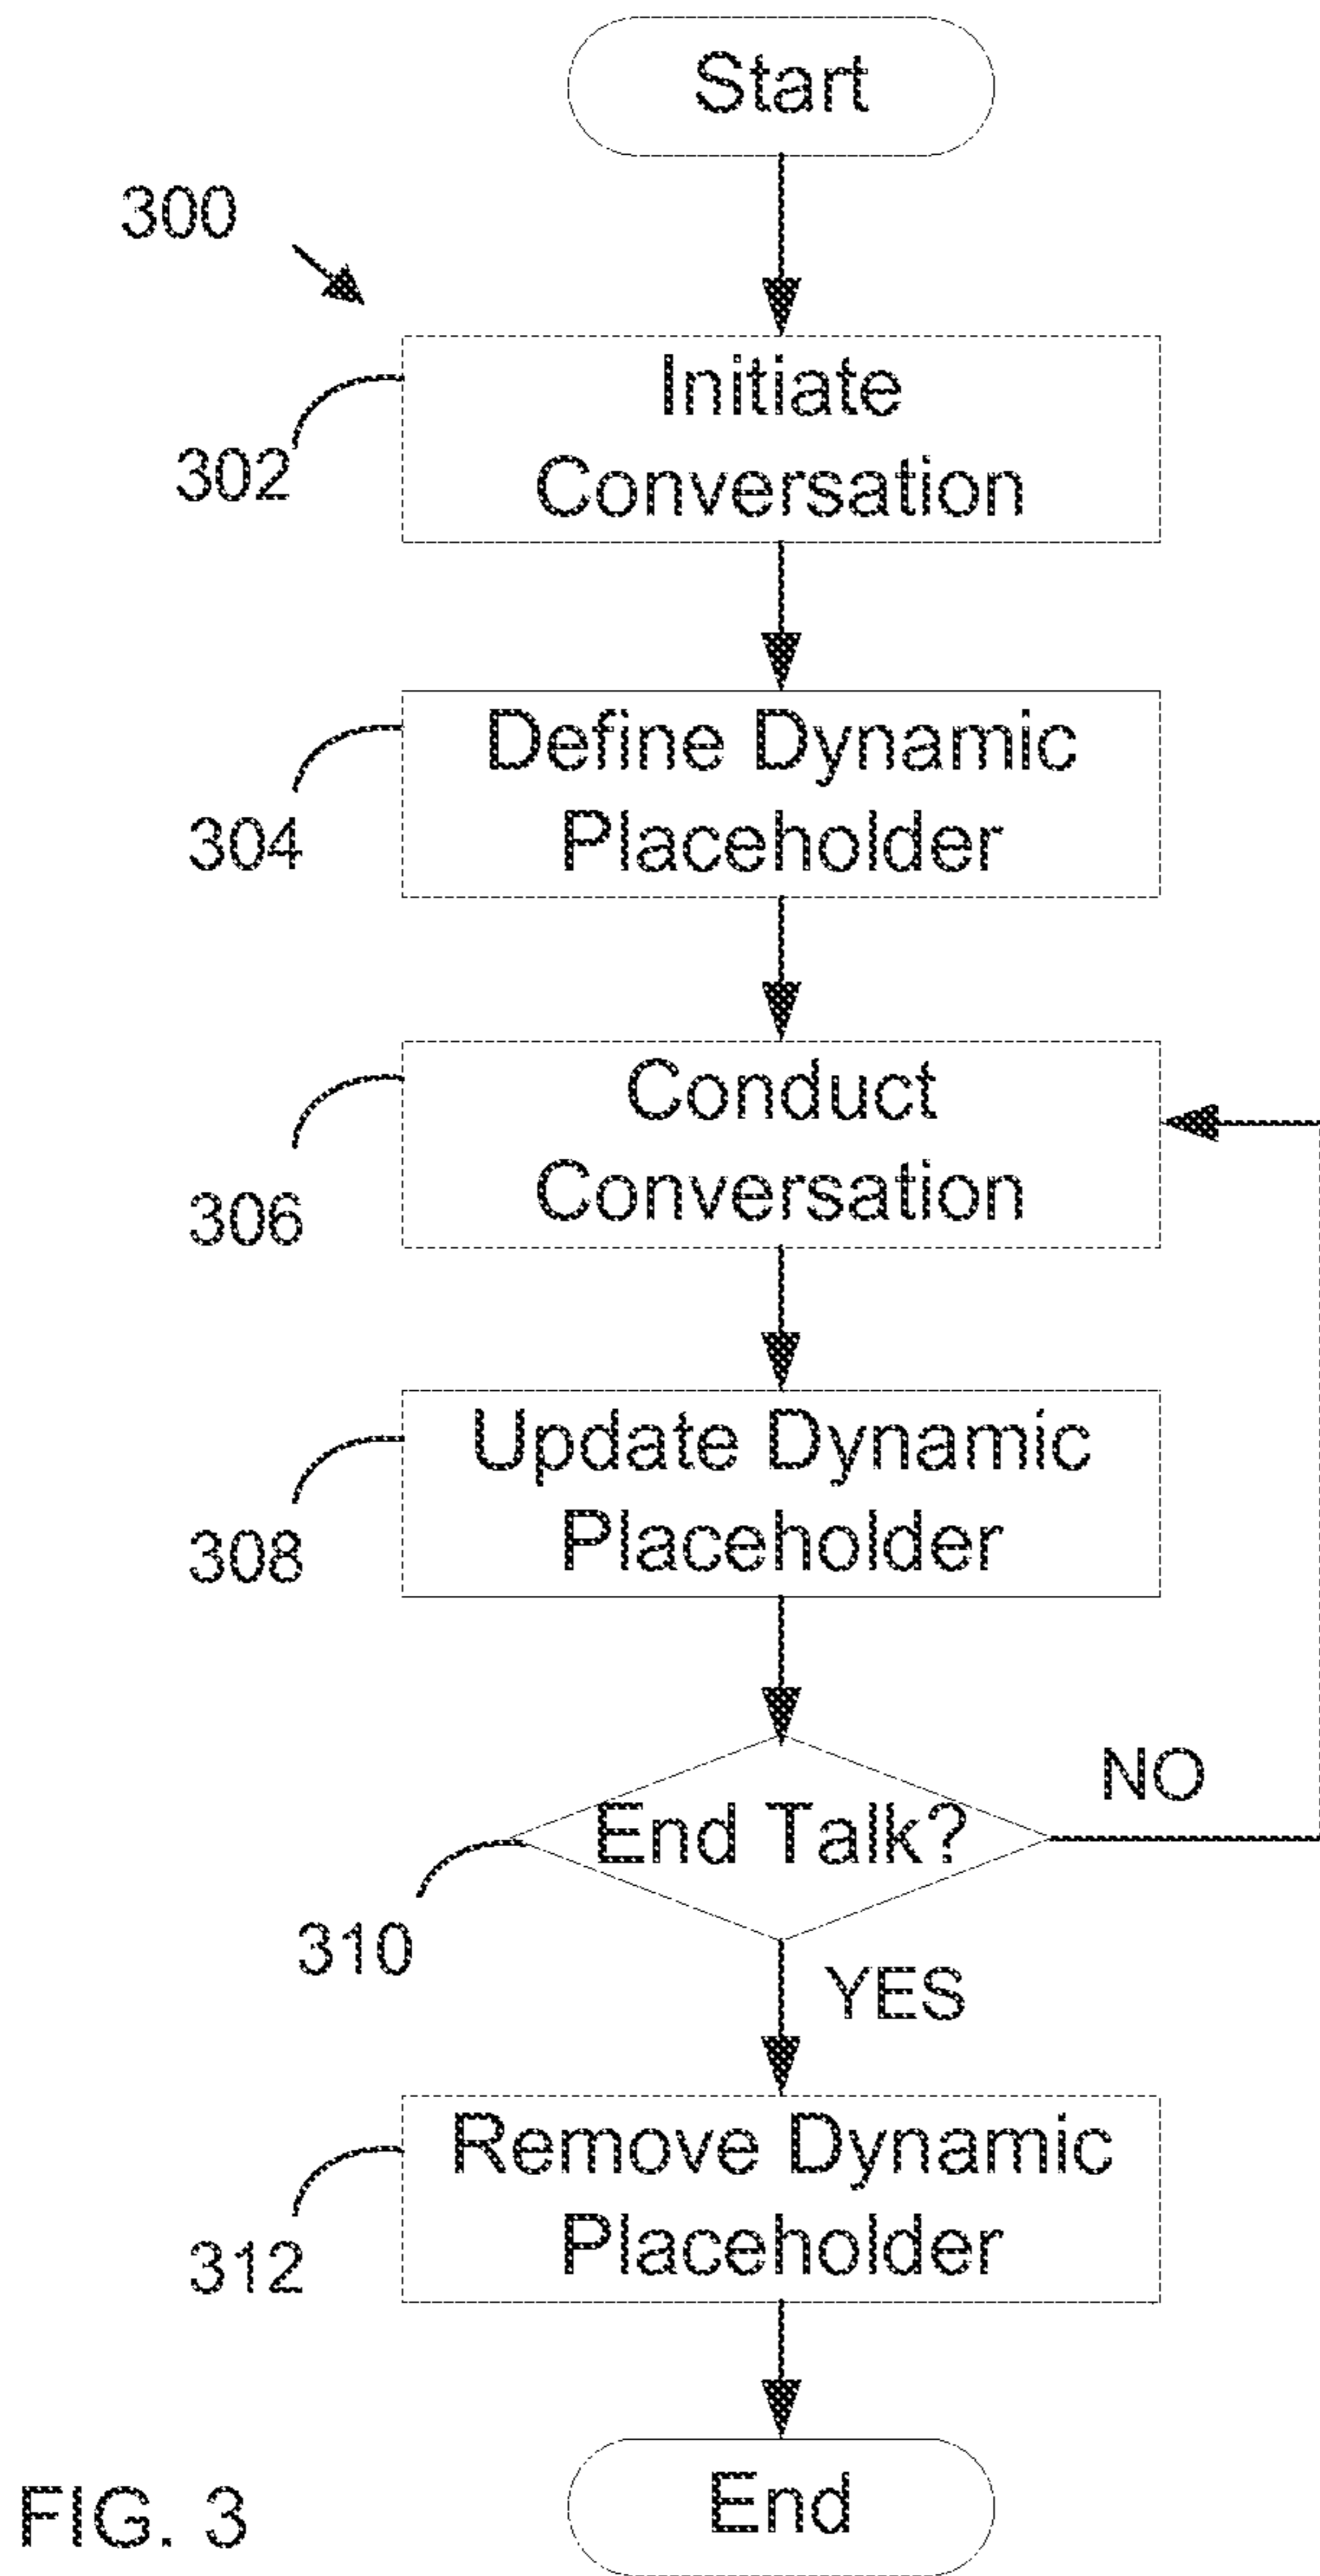 Start
300
Initiate
Conversation
302
Define Dynamic
Placeholder
304
Conduct
Conversation
306
Update Dynamic
Placeholder
308
End Talk?
NO
310
YES
Remove Dynamic
Placeholder
312
End
FIG. 3